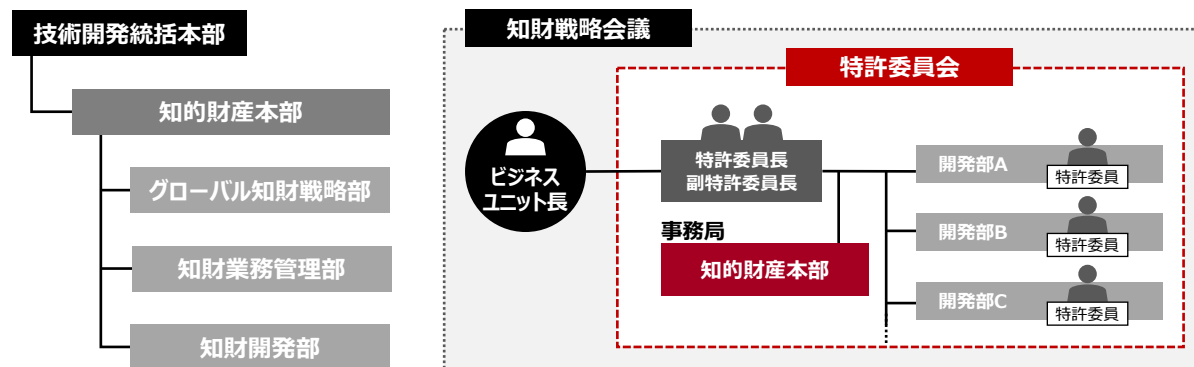 技術開発統括本部
知的財産本部
グローバル知財戦略部
知財業務管理部
知財開発部
知財戦略会議
特許委員会
ビジネス
ユニット長
特許委員長
副特許委員長
事務局
知的財産本部
開発部A
特許委員
開発部B
特許委員
開発部C
特許委員